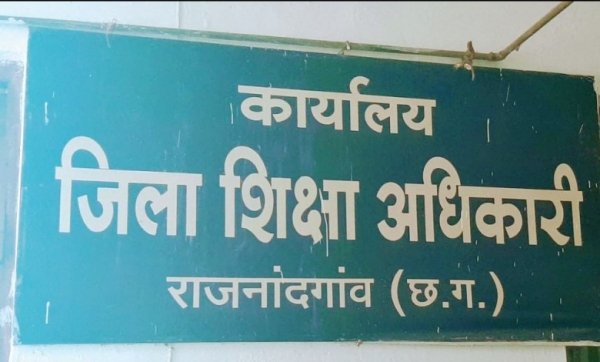 कार्यालय
जिला शिक्षा अधिकारी
राजनोदगांव (छ.ग.)